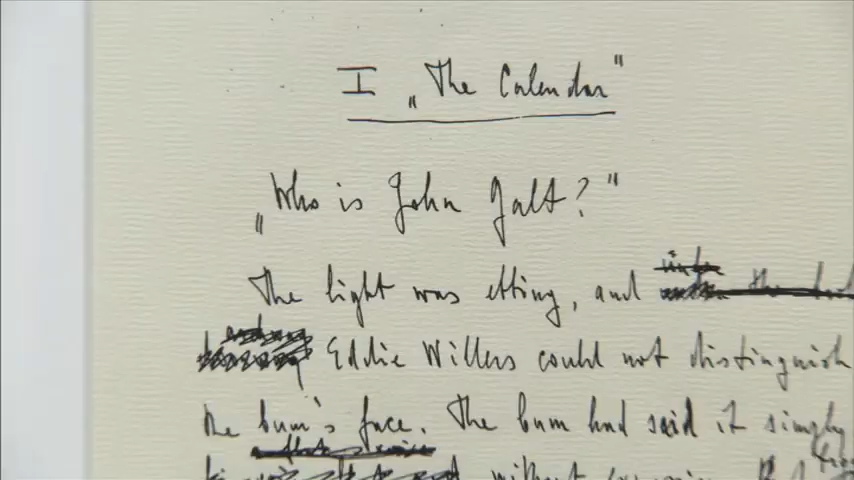 I „The Calendar"
„Who is John Galt?"
The light was etting, and
Eddie Willers could not distinguish
the bum's face. The bum had said it simply
without